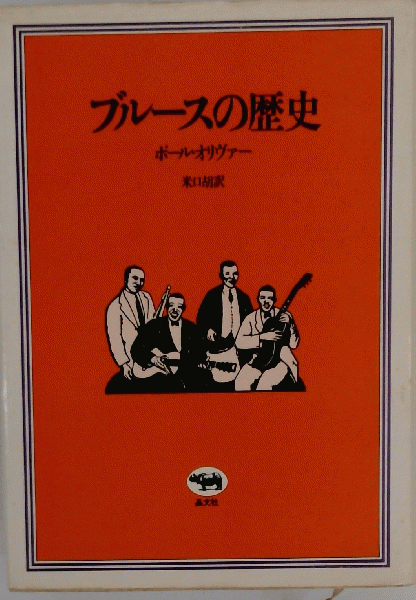 ブルースの歴史
ポール・オリヴァー
米口胡訳
晶文社